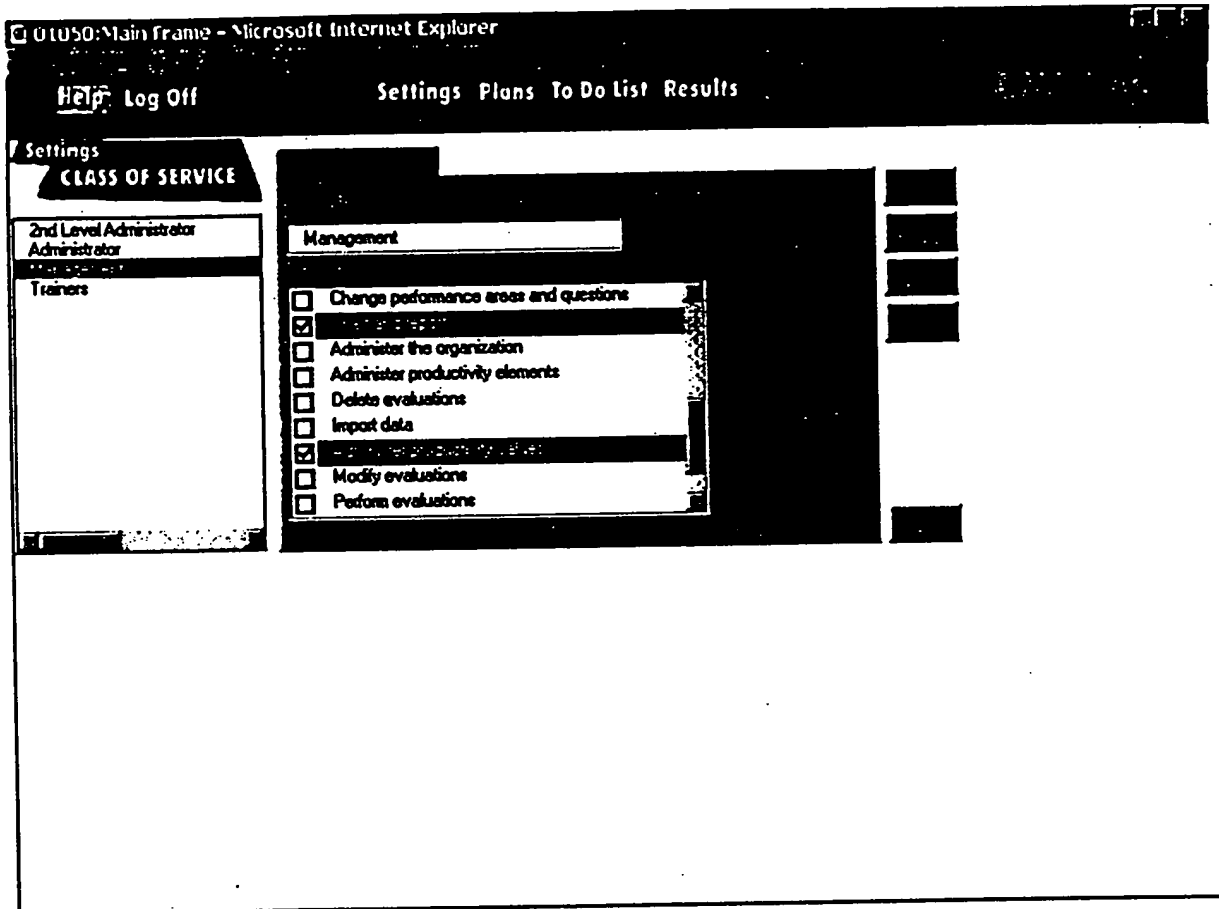 01050:Main Frame - Microsoft Internet Explorer
Help Log Off Settings Plans To Do List Results
Settings
CLASS OF SERVICE
2nd Level Administrator
Administrator
Management
Trainers
Management
Change performance areas and questions
Administer the organization
Administer productivity elements
Delete evaluations
Import data
Modify evaluations
Perform evaluations